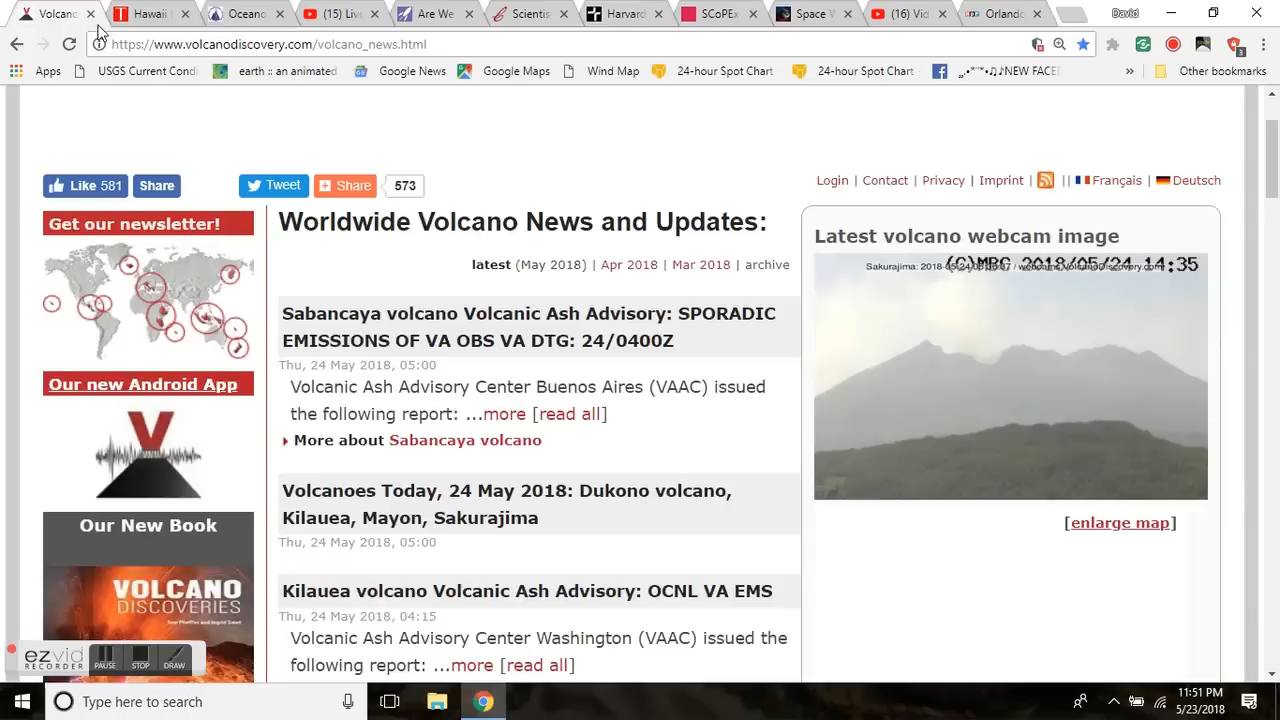 Volcano
Hawaii
Oceano
(15) Live
Are We
Scientis
Harvard
SCoPEx
Space W
(16) Vid
Orlando
David
https://www.volcanodiscovery.com/volcano_news.html
Apps
USGS Current Condi
earth :: an animated
Google News
Google Maps
Wind Map
24-hour Spot Chart
24-hour Spot Chart
NEW FACE
»
Other bookmarks
Like 581
Share
Tweet
Share
573
Login | Contact | Privacy | Imprint | || Français | Deutsch
Get our newsletter!
Our new Android App
V
Our New Book
VOLCANO
DISCOVERIES
Worldwide Volcano News and Updates:
latest (May 2018) | Apr 2018 | Mar 2018 | archive
Sabancaya volcano Volcanic Ash Advisory: SPORADIC
EMISSIONS OF VA OBS VA DTG: 24/0400Z
Thu, 24 May 2018, 05:00
Volcanic Ash Advisory Center Buenos Aires (VAAC) issued
the following report: ...more [read all]
More about Sabancaya volcano
Volcanoes Today, 24 May 2018: Dukono volcano,
Kilauea, Mayon, Sakurajima
Thu, 24 May 2018, 05:00
Kilauea volcano Volcanic Ash Advisory: OCNL VA EMS
Thu, 24 May 2018, 04:15
Volcanic Ash Advisory Center Washington (VAAC) issued the
following report: ...more [read all]
Latest volcano webcam image
(C)MBC 2018/05/24 14:35
[enlarge map]
ezvid
RECORDER
PAUSE
STOP
DRAW
Type here to search
11:51 PM
5/23/2018